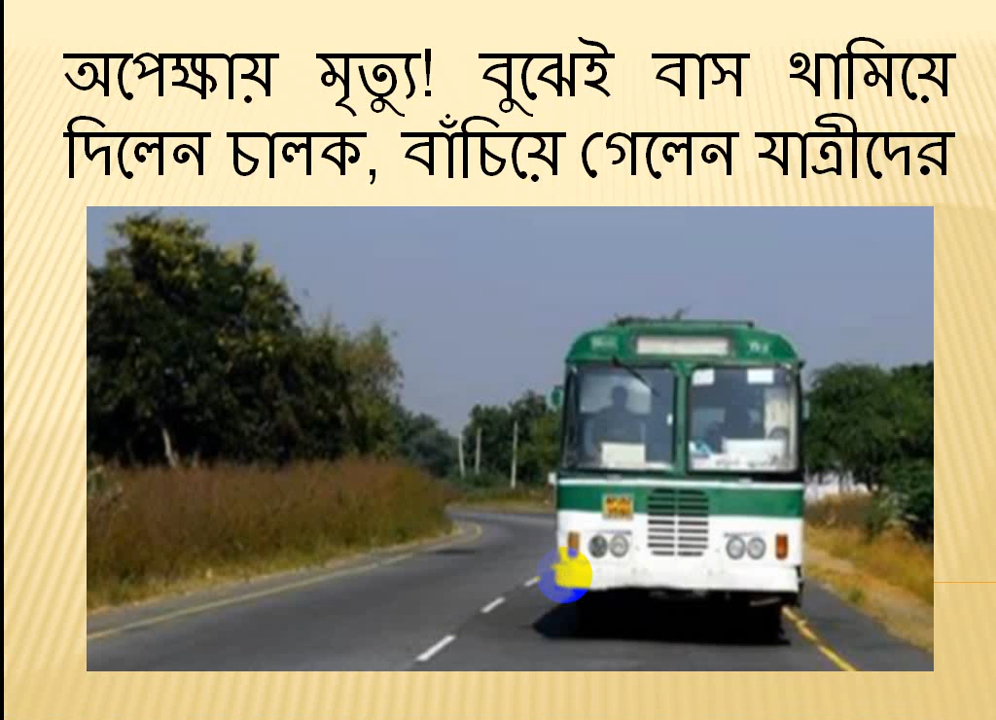 অপেক্ষায় মৃত্যু! বুঝেই বাস থামিয়ে
দিলেন চালক, বাঁচিয়ে গেলেন যাত্রীদের